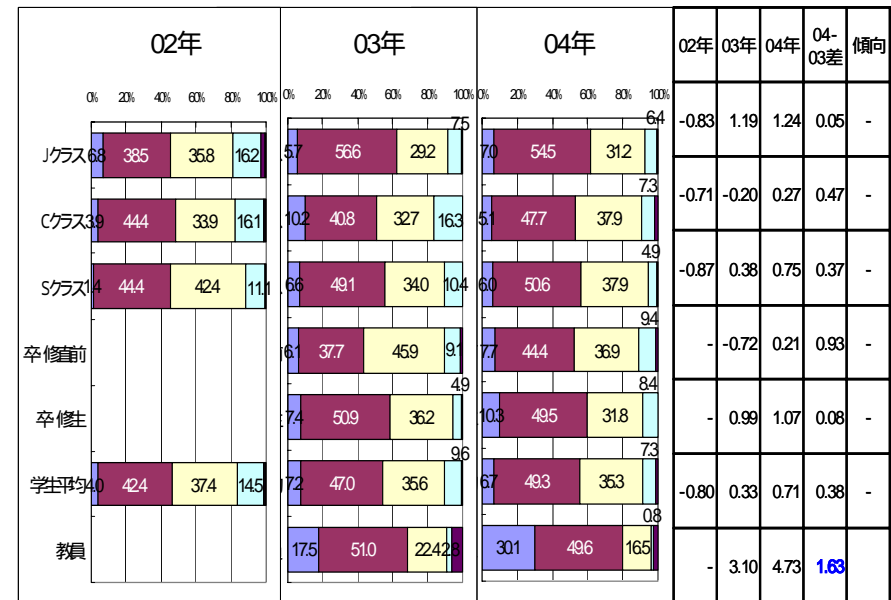 02年 03年 04年 02年 03年 04年 04-03差 傾向
0% 20% 40% 60% 80% 100% 0% 20% 40% 60% 80% 100% 0% 20% 40% 60% 80% 100%
7.5 6.4
Jクラス 6.8 38.5 35.8 16.2 5.7 56.6 29.2 7.0 54.5 31.2 -0.83 1.19 1.24 0.05 -
7.3
Cクラス 3.9 44.4 33.9 16.1 10.2 40.8 32.7 16.3 5.1 47.7 37.9 -0.71 -0.20 0.27 0.47 -
4.9
Sクラス 1.4 44.4 42.4 11.1 6.6 49.1 34.0 10.4 6.0 50.6 37.9 -0.87 0.38 0.75 0.37 -
9.4
卒修直前 6.1 37.7 45.9 9.1 7.7 44.4 36.9 - -0.72 0.21 0.93 -
4.9 8.4
卒修生 7.4 50.9 36.2 10.3 49.5 31.8 - 0.99 1.07 0.08 -
9.6 7.3
学生平均 4.0 42.4 37.4 14.5 7.2 47.0 35.6 6.7 49.3 35.3 -0.80 0.33 0.71 0.38 -
0.8
教員 17.5 51.0 22.4 2.8 2.8 30.1 49.6 16.5 - 3.10 4.73 1.63